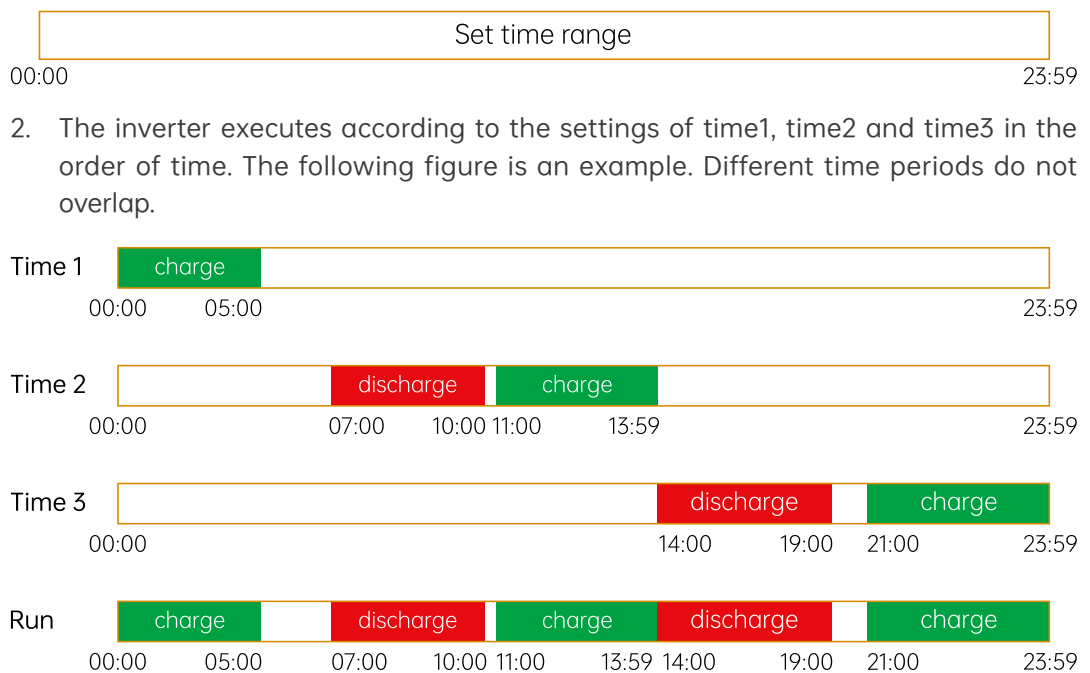 Set time range
00:00 23:59
2. The inverter executes according to the settings of time1, time2 and time3 in the
order of time. The following figure is an example. Different time periods do not
overlap.
Time 1 charge
00:00 05:00 23:59
Time 2 discharge charge
00:00 07:00 10:00 11:00 13:59 23:59
Time 3 discharge charge
00:00 14:00 19:00 21:00 23:59
Run charge discharge charge discharge charge
00:00 05:00 07:00 10:00 11:00 13:59 14:00 19:00 21:00 23:59